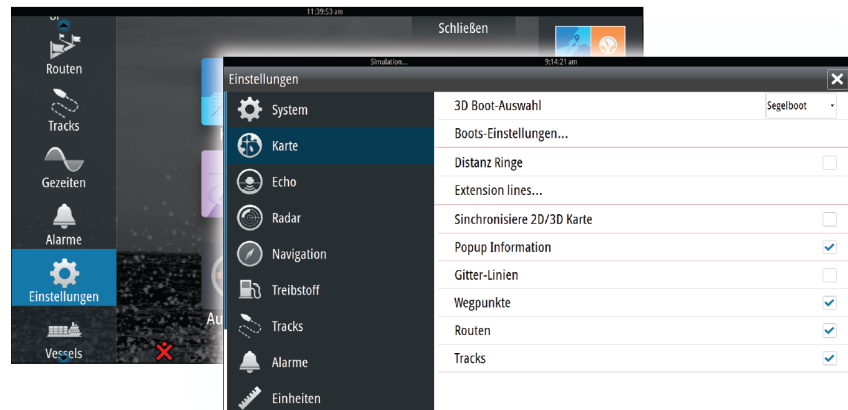 11:39:53 am
Schließen
Routen
Tracks
Gezeiten
Alarme
Einstellungen
Vessels
Au
Simulation...
9:14:21 am
Einstellungen
System
Karte
Echo
Radar
Navigation
Treibstoff
Tracks
Alarme
Einheiten
3D Boot-Auswahl
Segelboot
Boots-Einstellungen...
Distanz Ringe
Extension lines...
Sinchronisiere 2D/3D Karte
Popup Information
Gitter-Linien
Wegpunkte
Routen
Tracks